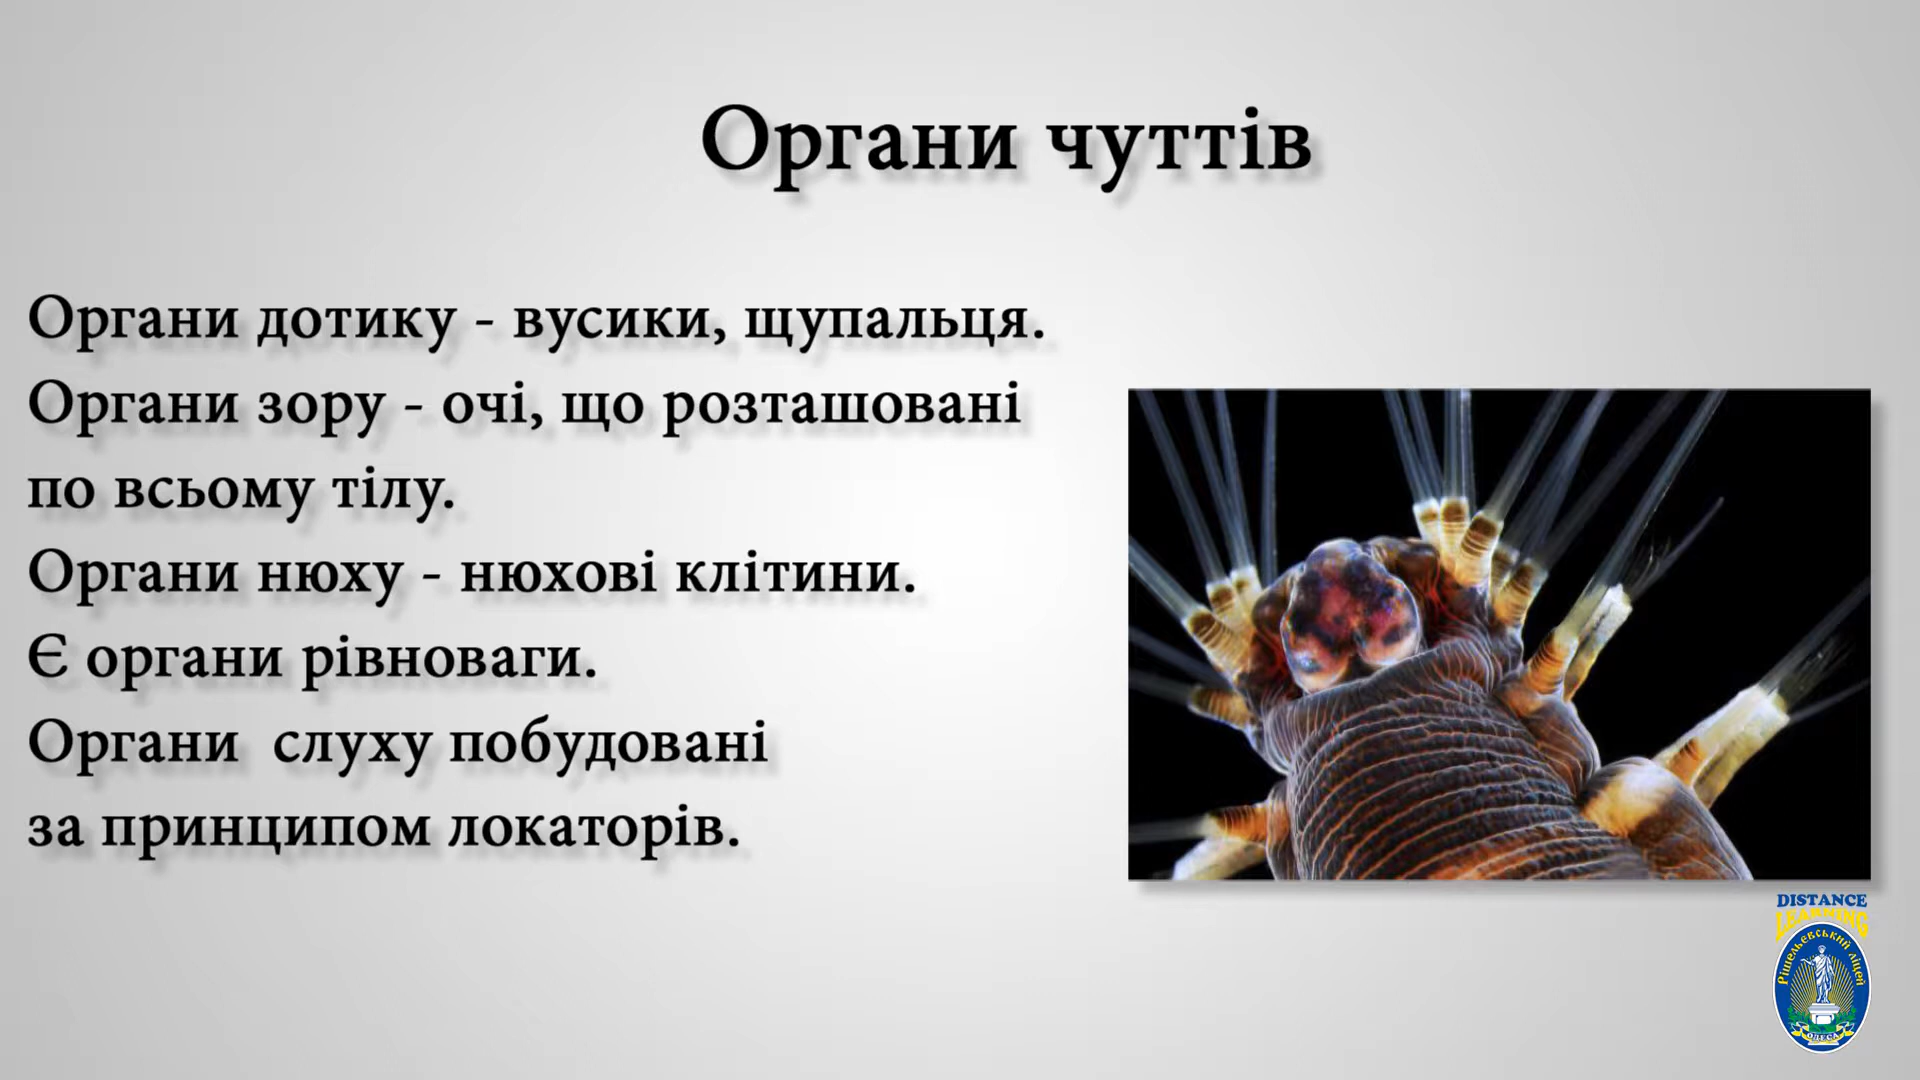 Органи чуттів
Органи дотику - вусики, щупальця.
Органи зору - очі, що розташовані
по всьому тілу.
Органи нюху - нюхові клітини.
Є органи рівноваги.
Органи слуху побудовані
за принципом локаторів.
DISTANCE
LEARNING
Рішельєвський ліцей
ОДЕСА